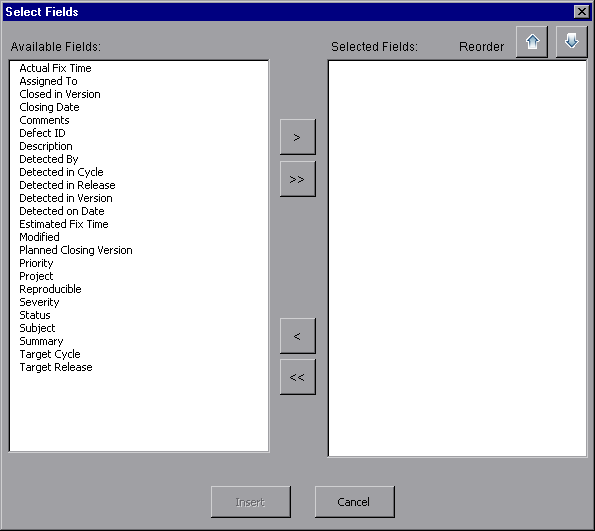 Select Fields
Available Fields:
Selected Fields:
Reorder
Actual Fix Time
Assigned To
Closed in Version
Closing Date
Comments
Defect ID
Description
Detected By
Detected in Cycle
Detected in Release
Detected in Version
Detected on Date
Estimated Fix Time
Modified
Planned Closing Version
Priority
Project
Reproducible
Severity
Status
Subject
Summary
Target Cycle
Target Release
>
>>
<
<<
Insert
Cancel